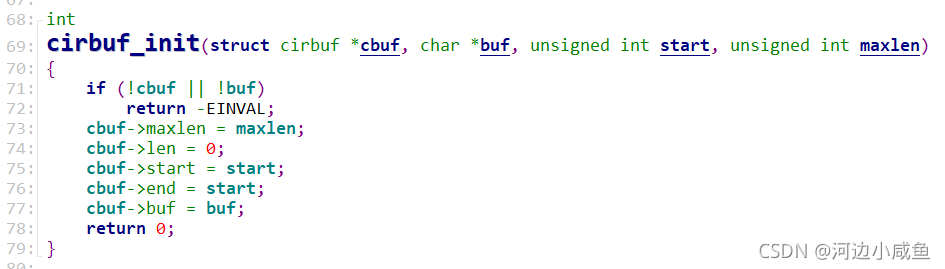 68: int
69: cirbuf_init(struct cirbuf *cbuf, char *buf, unsigned int start, unsigned int maxlen)
70: {
71:     if (!cbuf || !buf)
72:         return -EINVAL;
73:     cbuf->maxlen = maxlen;
74:     cbuf->len = 0;
75:     cbuf->start = start;
76:     cbuf->end = start;
77:     cbuf->buf = buf;
78:     return 0;
79: }
CSDN @河边小咸鱼